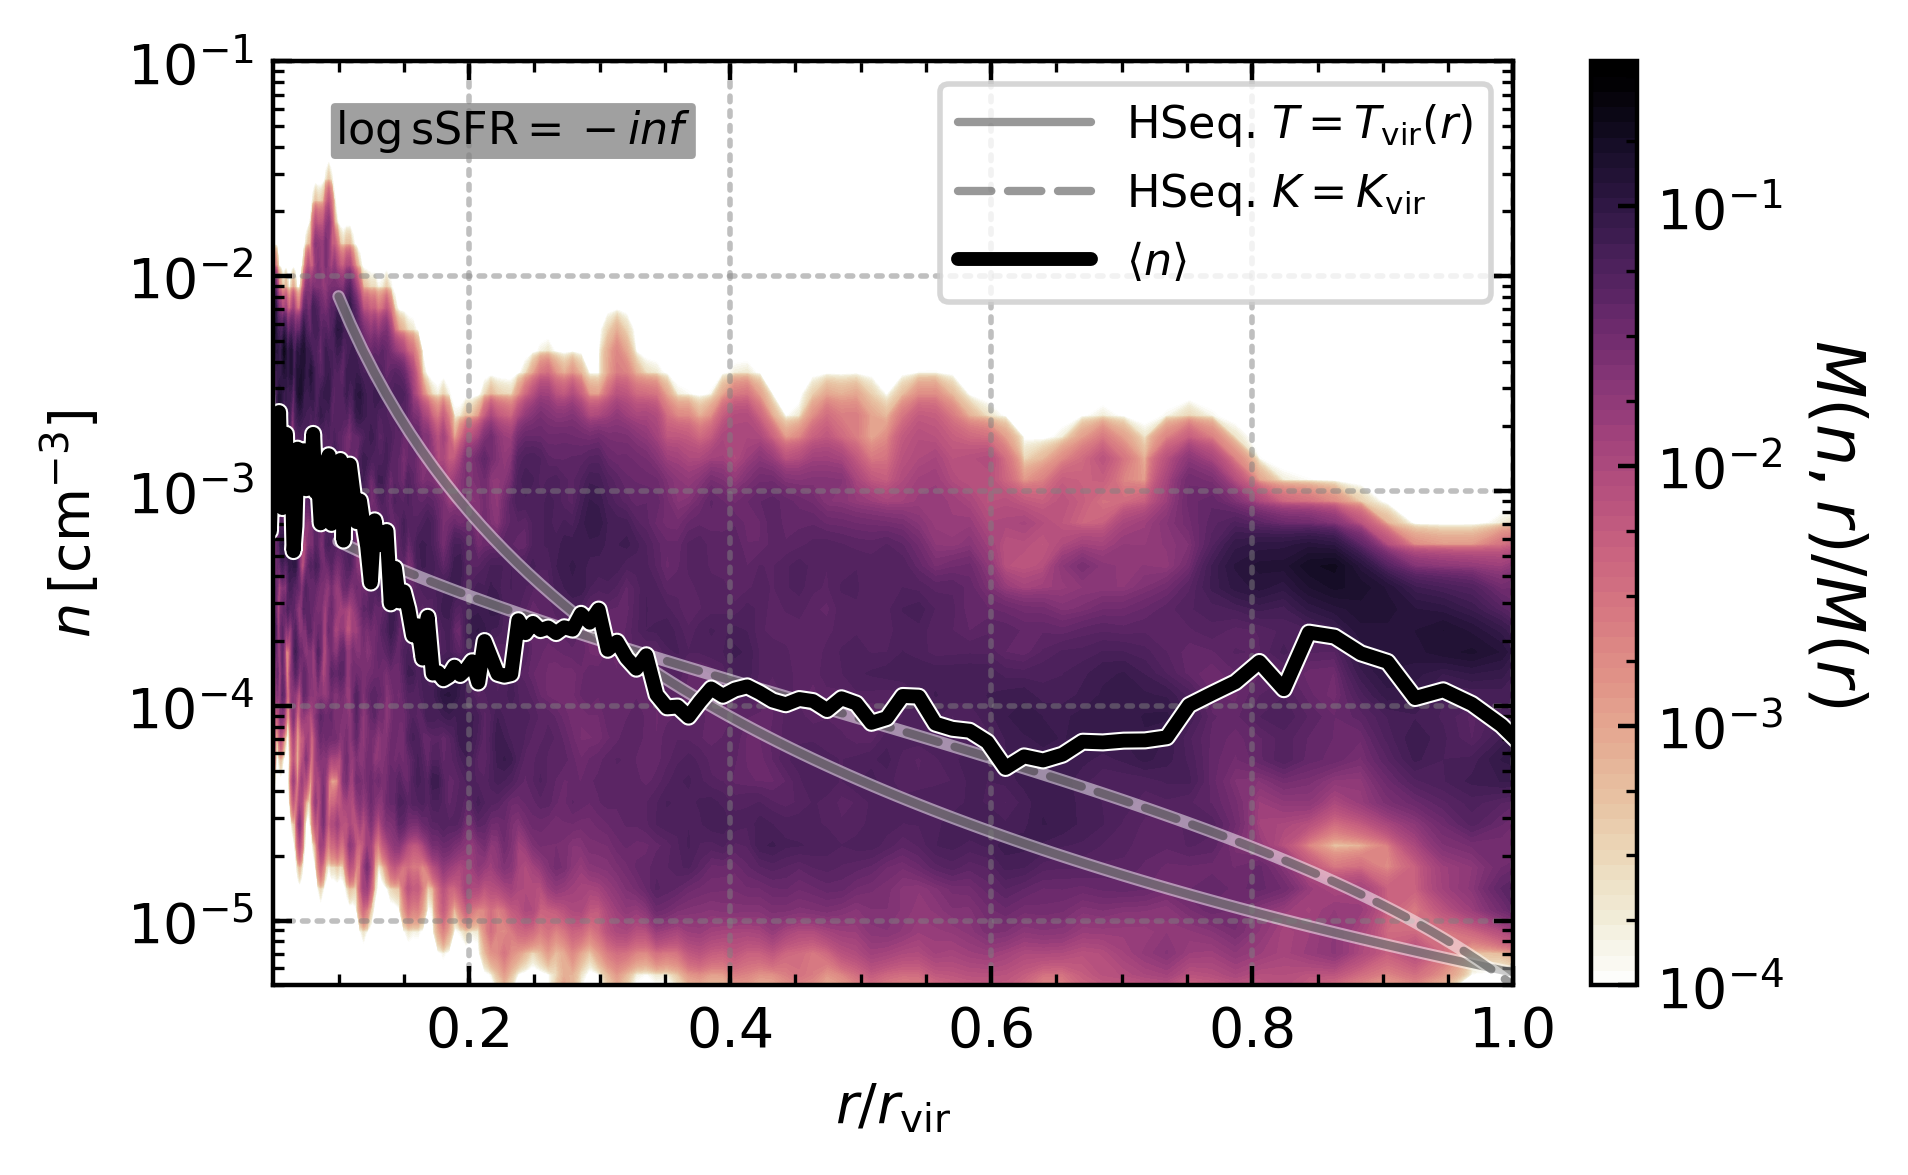 log sSFR = −inf
HSeq. T = T_vir(r)
HSeq. K = K_vir
⟨n⟩
10⁻¹
10⁻²
10⁻³
10⁻⁴
10⁻⁵
n [cm⁻³]
0.2 0.4 0.6 0.8 1.0
r/r_vir
10⁻¹
10⁻²
10⁻³
10⁻⁴
M(n, r)/M(r)